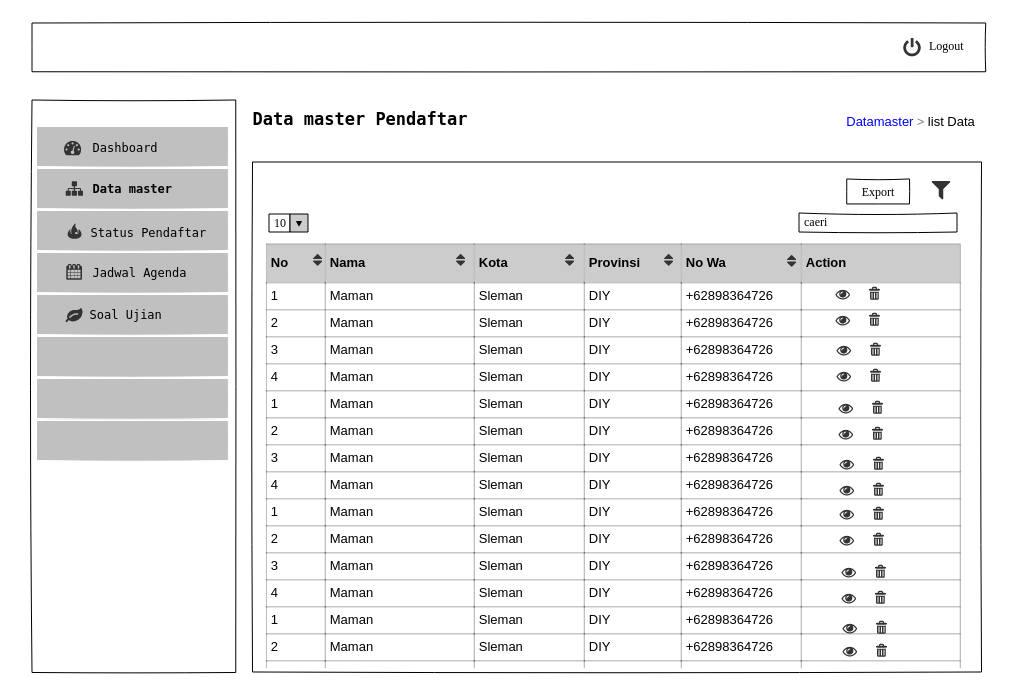 Logout
Data master Pendaftar
Datamaster > list Data
Dashboard
Data master
Status Pendaftar
Jadwal Agenda
Soal Ujian
Export
10
caeri
No Nama Kota Provinsi No Wa Action
1 Maman Sleman DIY +62898364726
2 Maman Sleman DIY +62898364726
3 Maman Sleman DIY +62898364726
4 Maman Sleman DIY +62898364726
1 Maman Sleman DIY +62898364726
2 Maman Sleman DIY +62898364726
3 Maman Sleman DIY +62898364726
4 Maman Sleman DIY +62898364726
1 Maman Sleman DIY +62898364726
2 Maman Sleman DIY +62898364726
3 Maman Sleman DIY +62898364726
4 Maman Sleman DIY +62898364726
1 Maman Sleman DIY +62898364726
2 Maman Sleman DIY +62898364726